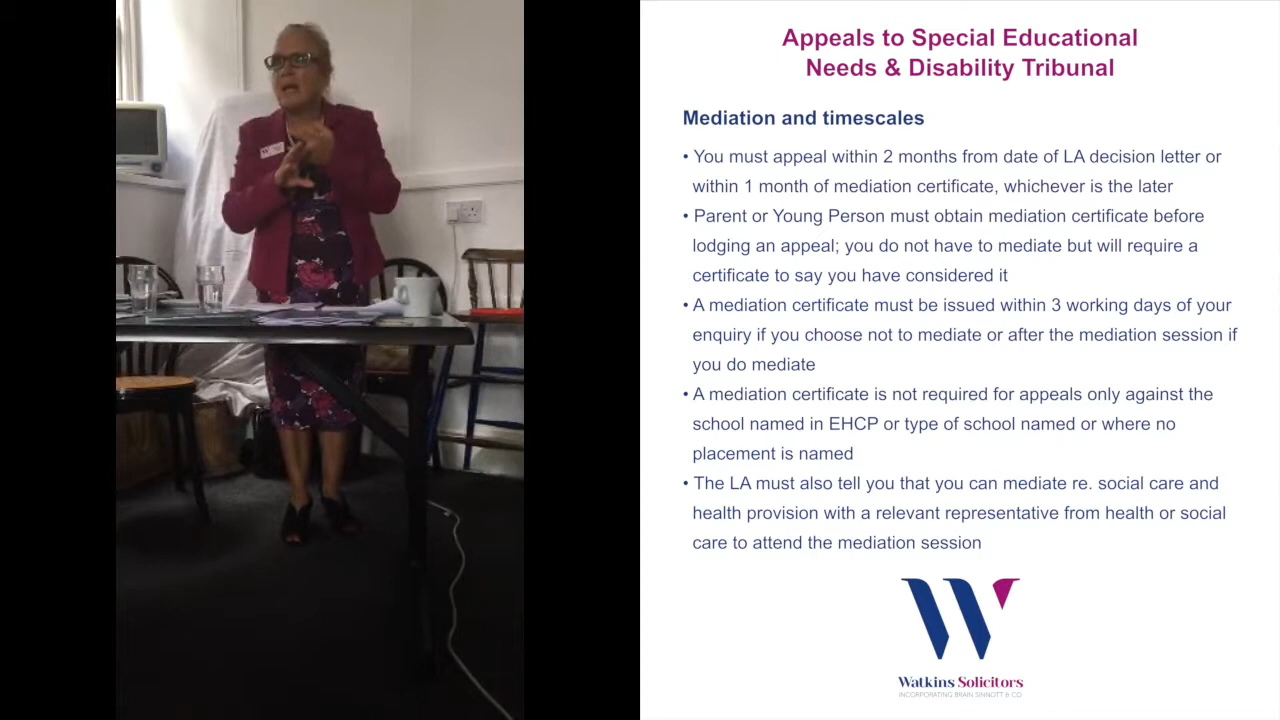 Appeals to Special Educational
Needs & Disability Tribunal
Mediation and timescales
• You must appeal within 2 months from date of LA decision letter or
within 1 month of mediation certificate, whichever is the later
• Parent or Young Person must obtain mediation certificate before
lodging an appeal; you do not have to mediate but will require a
certificate to say you have considered it
• A mediation certificate must be issued within 3 working days of your
enquiry if you choose not to mediate or after the mediation session if
you do mediate
• A mediation certificate is not required for appeals only against the
school named in EHCP or type of school named or where no
placement is named
• The LA must also tell you that you can mediate re. social care and
health provision with a relevant representative from health or social
care to attend the mediation session
W
Watkins Solicitors
INCORPORATING BRAIN SINNOTT & CO